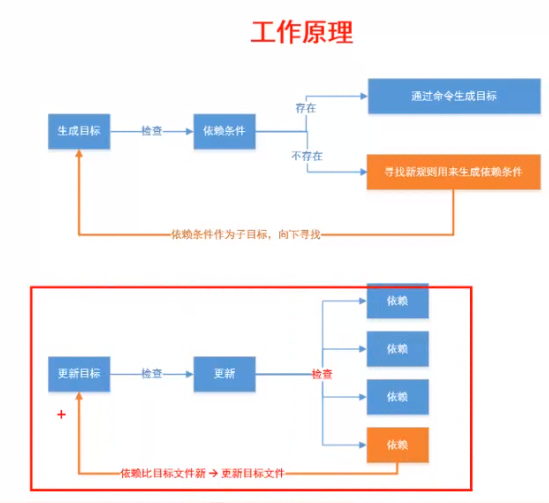 工作原理
存在
通过命令生成目标
生成目标
检查
依赖条件
不存在
寻找新规则用来生成依赖条件
依赖条件作为子目标，向下寻找
依赖
依赖
更新目标
检查
更新
检查
依赖
+
依赖
依赖比目标文件新→更新目标文件